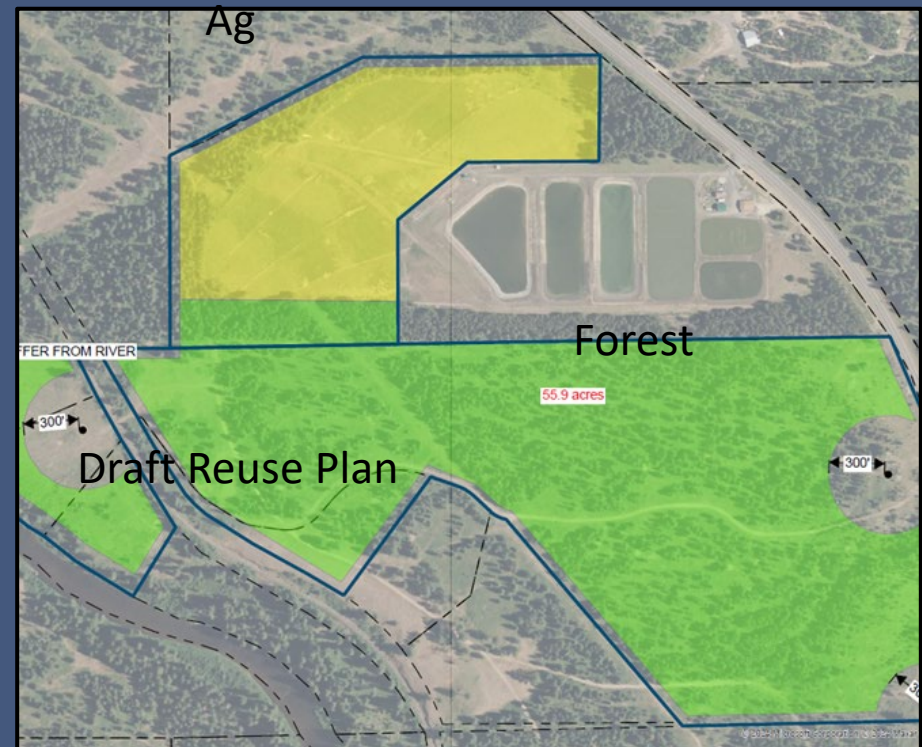 Ag
Forest
FFER FROM RIVER
55.9 acres
300'
Draft Reuse Plan
300'